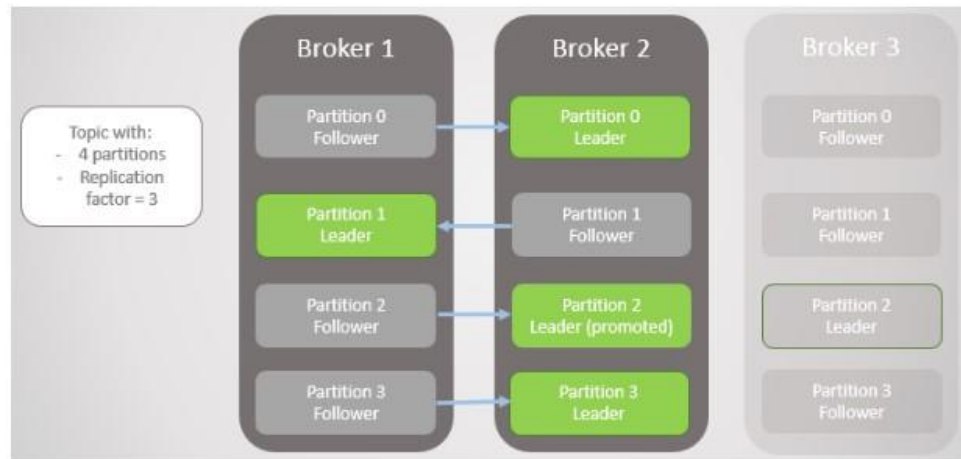 Topic with:
- 4 partitions
- Replication
factor = 3
Broker 1
Partition 0
Follower
Partition 1
Leader
Partition 2
Follower
Partition 3
Follower
Broker 2
Partition 0
Leader
Partition 1
Follower
Partition 2
Leader (promoted)
Partition 3
Leader
Broker 3
Partition 0
Follower
Partition 1
Follower
Partition 2
Leader
Partition 3
Follower